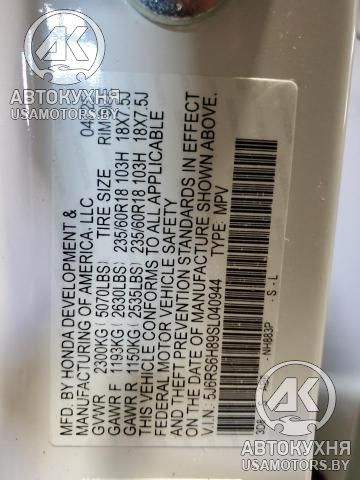 MFD. BY HONDA DEVELOPMENT &
MANUFACTURING OF AMERICA, LLC 04
GVWR 2300KG ( 5070LBS) TIRE SIZE RIM
GAWR F 1193KG ( 2630LBS) 235/60R18 103H 18X7.5J
GAWR R 1150KG ( 2535LBS) 235/60R18 103H 18X7.5J
THIS VEHICLE CONFORMS TO ALL APPLICABLE
FEDERAL MOTOR VEHICLE SAFETY
AND THEFT PREVENTION STANDARDS IN EFFECT
ON THE DATE OF MANUFACTURE SHOWN ABOVE.
V.I.N.: 5J6RS6H89SL040944 TYPE: MPV
NH883P - S - L
АВТОКУХНЯ
USAMOTORS.BY
АВТОКУХНЯ
USAMOTORS.BY